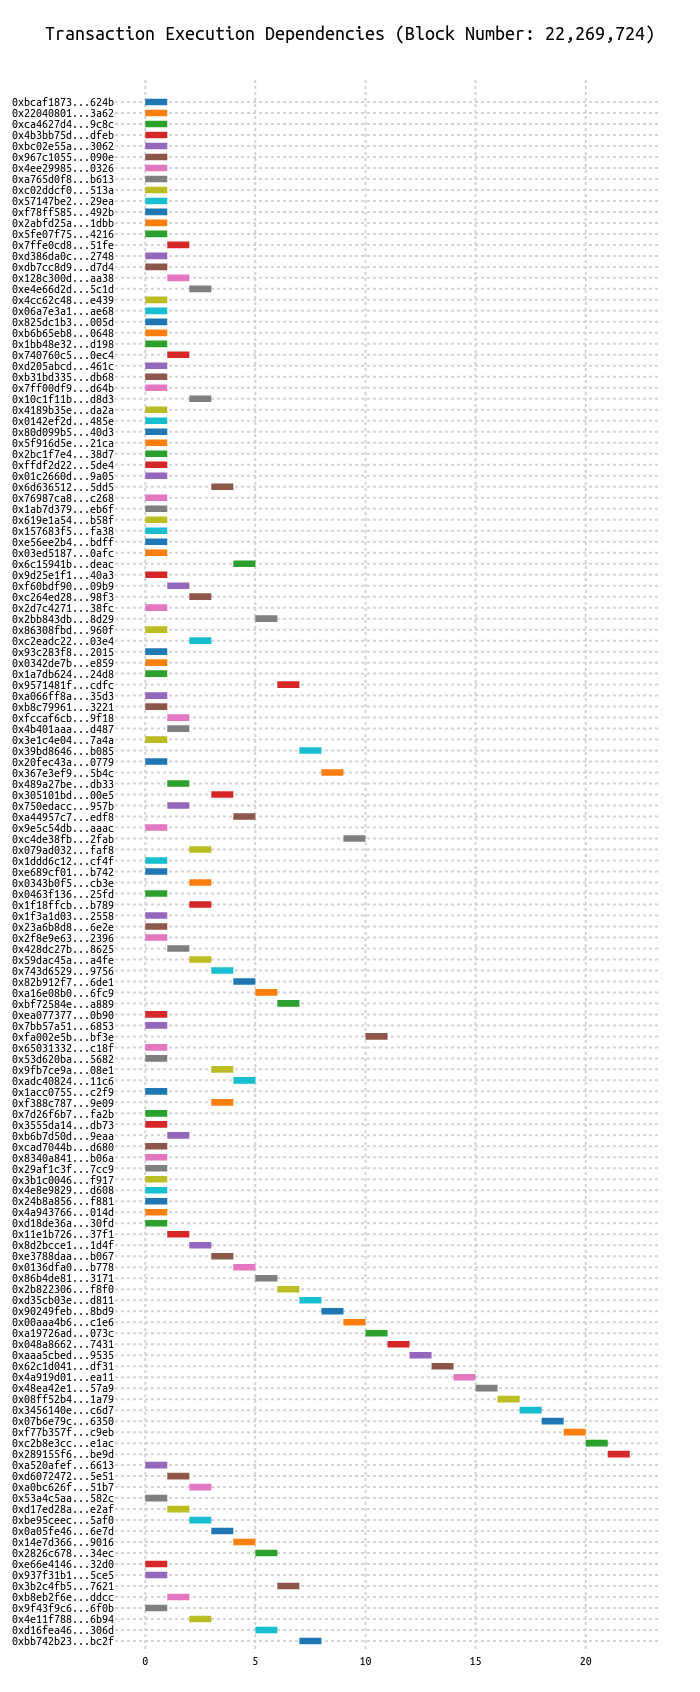 Transaction Execution Dependencies (Block Number: 22,269,724)
0xbcaf1873...624b
0x22040801...3a62
0xca4627d4...9c8c
0x4b3bb75d...dfeb
0xbc02e55a...3062
0x967c1055...090e
0x4ee29985...0326
0xa765d0f8...b613
0xc02ddcf0...513a
0x57147be2...29ea
0xf78ff585...492b
0x2abfd25a...1dbb
0x5fe07f75...4216
0x7ffe0cd8...51fe
0xd386da0c...2748
0xdb7cc8d9...d7d4
0x128c300d...aa38
0xe4e66d2d...5c1d
0x4cc62c48...e439
0x06a7e3a1...ae68
0x825dc1b3...005d
0xb6b65eb8...0648
0x1bb48e32...d198
0x740760c5...0ec4
0xd205abcd...461c
0xb31bd335...db68
0x7ff00df9...d64b
0x10c1f11b...d8d3
0x4189b35e...da2a
0x0142ef2d...485e
0x80d099b5...40d3
0x5f916d5e...21ca
0x2bc1f7e4...38d7
0xffdf2d22...5de4
0x01c2660d...9a05
0x6d636512...5dd5
0x76987ca8...c268
0x1ab7d379...eb6f
0x619e1a54...b58f
0x157683f5...fa38
0xe56ee2b4...bdff
0x03ed5187...0afc
0x6c15941b...deac
0x9d25e1f1...40a3
0xf60bdf90...09b9
0xc264ed28...98f3
0x2d7c4271...38fc
0x2bb843db...8d29
0x86308fbd...960f
0xc2eadc22...03e4
0x93c283f8...2015
0x0342de7b...e859
0x1a7db624...24d8
0x9571481f...cdfc
0xa066ff8a...35d3
0xb8c79961...3221
0xfccaf6cb...9f18
0x4b401aaa...d487
0x3e1c4e04...7a4a
0x39bd8646...b085
0x20fec43a...0779
0x367e3ef9...5b4c
0x489a27be...db33
0x305101bd...00e5
0x750edacc...957b
0xa44957c7...edf8
0x9e5c54db...aaac
0xc4de38fb...2fab
0x079ad032...faf8
0x1ddd6c12...cf4f
0xe689cf01...b742
0x0343b0f5...cb3e
0x0463f136...25fd
0x1f18ffcb...b789
0x1f3a1d03...2558
0x23a6b8d8...6e2e
0x2f8e9e63...2396
0x428dc27b...8625
0x59dac45a...a4fe
0x743d6529...9756
0x82b912f7...6de1
0xa16e08b0...6fc9
0xbf72584e...a889
0xea077377...0b90
0x7bb57a51...6853
0xfa002e5b...bf3e
0x65031332...c18f
0x53d620ba...5682
0x9fb7ce9a...08e1
0xadc40824...11c6
0x1acc0755...c2f9
0xf388c787...9e09
0x7d26f6b7...fa2b
0x3555da14...db73
0xb6b7d50d...9eaa
0xcad7044b...d680
0x8340a841...b06a
0x29af1c3f...7cc9
0x3b1c0046...f917
0x4e8e9829...d608
0x24b8a856...f881
0x4a943766...014d
0xd18de36a...30fd
0x11e1b726...37f1
0x8d2bcce1...1d4f
0xe3788daa...b067
0x0136dfa0...b778
0x86b4de81...3171
0x2b822306...f8f0
0xd35cb03e...d811
0x90249feb...8bd9
0x00aaa4b6...c1e6
0xa19726ad...073c
0x048a8662...7431
0xaaa5cbed...9535
0x62c1d041...df31
0x4a919d01...ea11
0x48ea42e1...57a9
0x08ff52b4...1a79
0x3456140e...c6d7
0x07b6e79c...6350
0xf77b357f...c9eb
0xc2b8e3cc...e1ac
0x289155f6...be9d
0xa520afef...6613
0xd6072472...5e51
0xa0bc626f...51b7
0x53a4c5aa...582c
0xd17ed28a...e2af
0xbe95ceec...5af0
0x0a05fe46...6e7d
0x14e7d366...9016
0x2826c678...34ec
0xe66e4146...32d0
0x937f31b1...5ce5
0x3b2c4fb5...7621
0xb8eb2f6e...ddcc
0x9f43f9c6...6f0b
0x4e11f788...6b94
0xd16fea46...306d
0xbb742b23...bc2f
0 5 10 15 20